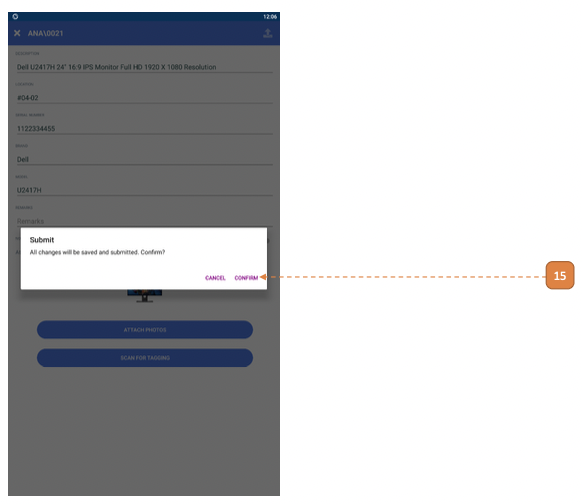 12:06
ANA\0021
DESCRIPTION
Dell U2417H 24" 16:9 IPS Monitor Full HD 1920 X 1080 Resolution
LOCATION
#04-02
SERIAL NUMBER
1122334455
BRAND
Dell
MODEL
U2417H
REMARKS
Remarks
Submit
All changes will be saved and submitted. Confirm?
CANCEL CONFIRM
15
ATTACH PHOTOS
SCAN FOR TAGGING